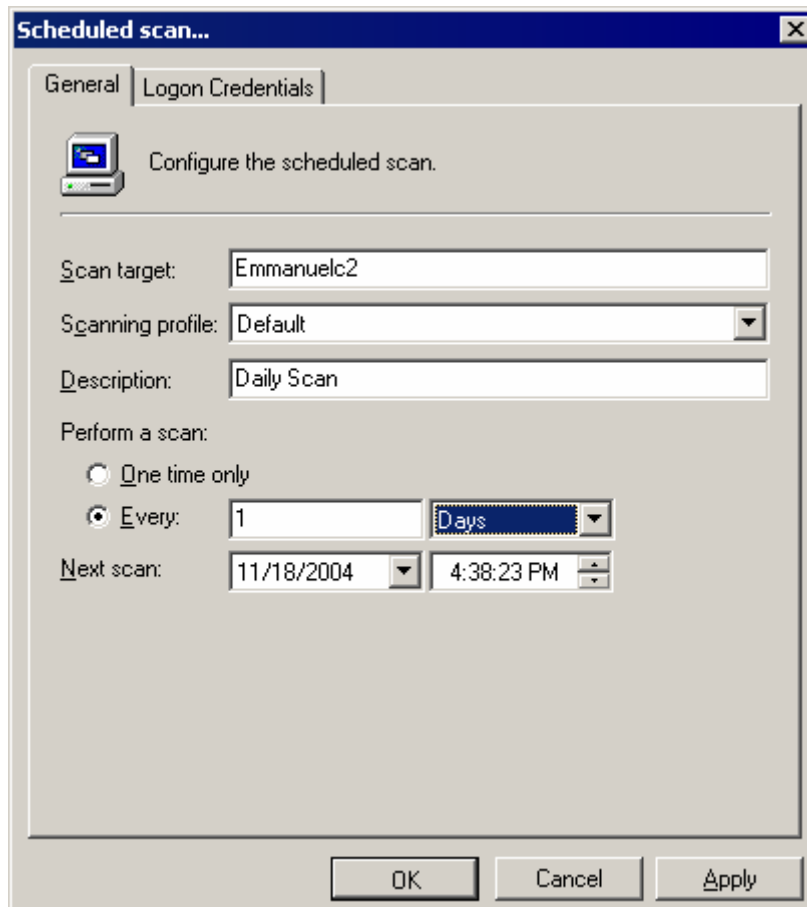 Scheduled scan...
General Logon Credentials
Configure the scheduled scan.
Scan target: Emmanuelc2
Scanning profile: Default
Description: Daily Scan
Perform a scan:
One time only
Every: 1 Days
Next scan: 11/18/2004 4:38:23 PM
OK Cancel Apply